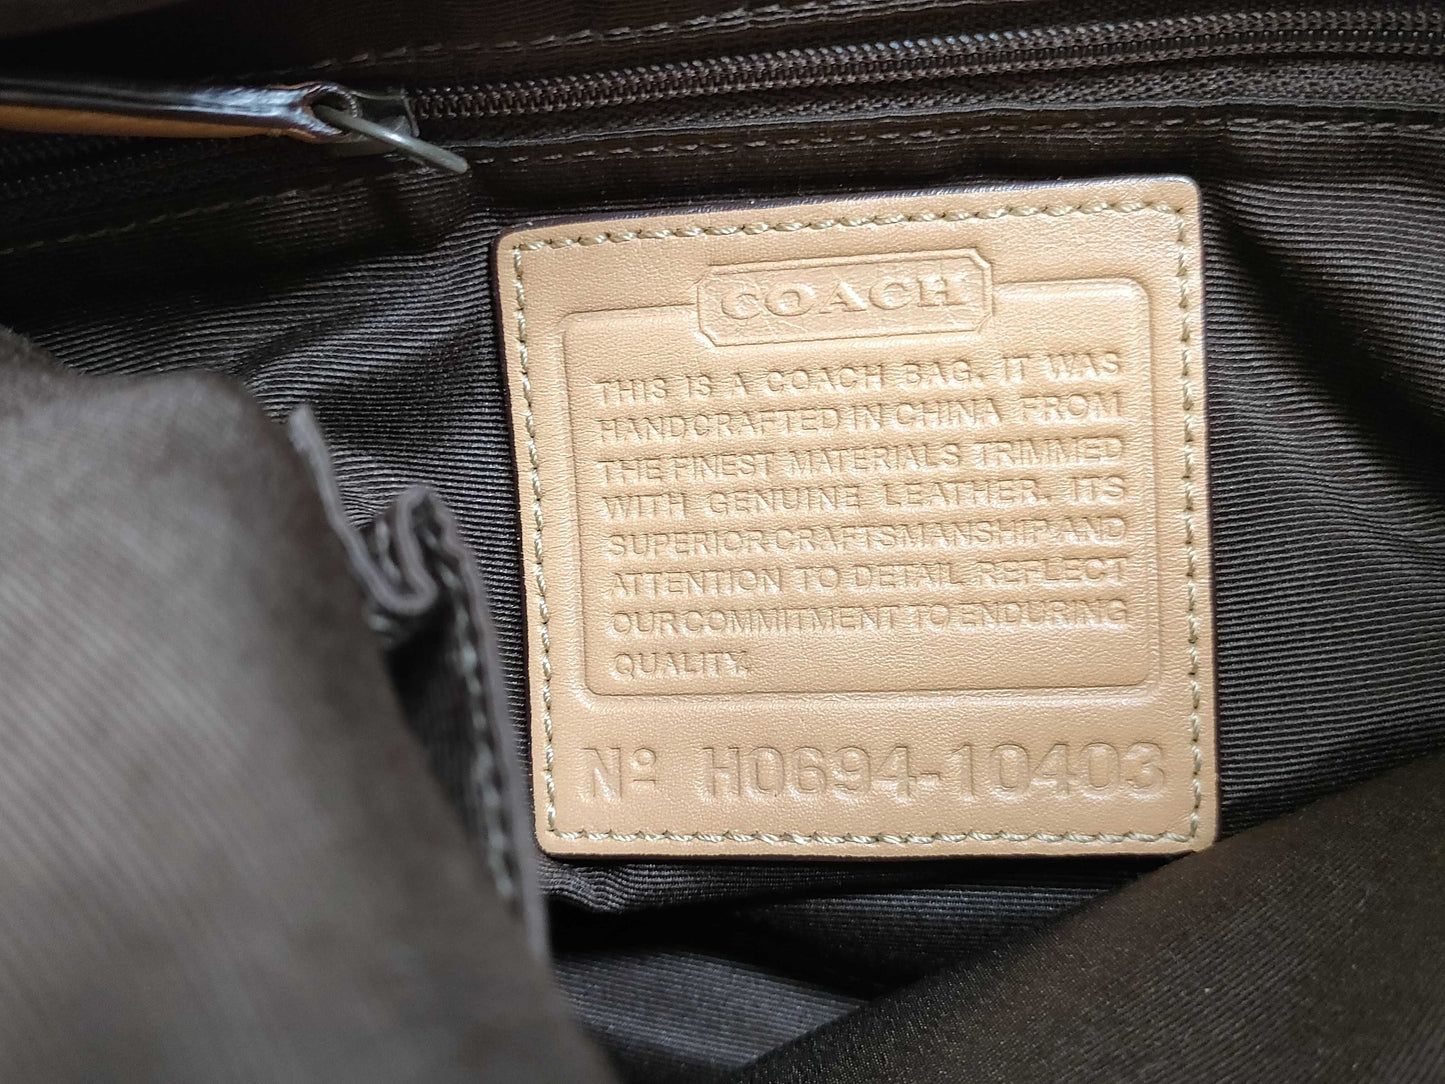 COACH
THIS IS A COACH BAG. IT WAS
HANDCRAFTED IN CHINA FROM
THE FINEST MATERIALS TRIMMED
WITH GENUINE LEATHER. ITS
SUPERIOR CRAFTSMANSHIP AND
ATTENTION TO DETAIL REFLECT
OUR COMMITMENT TO ENDURING
QUALITY.
Nº H0694-10403